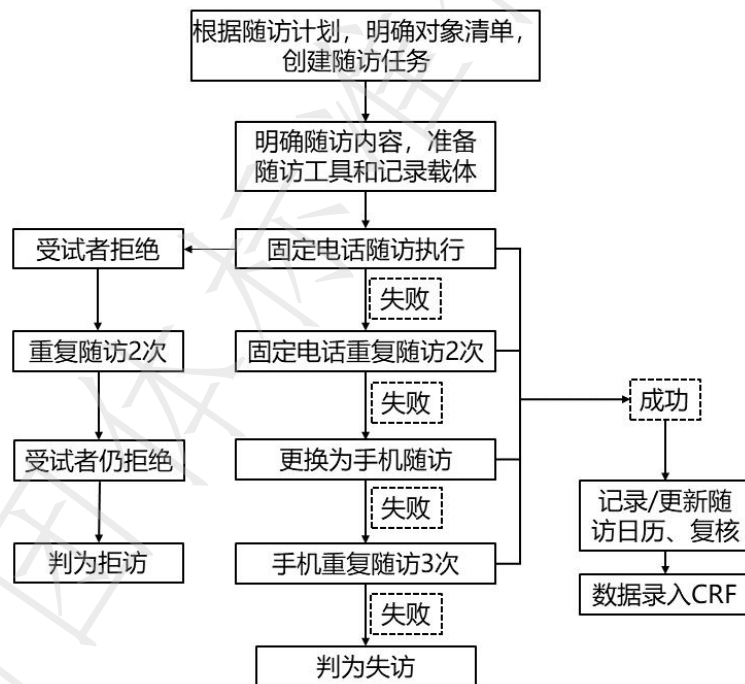 根据随访计划，明确对象清单，
创建随访任务
明确随访内容，准备
随访工具和记录载体
受试者拒绝
固定电话随访执行
失败
重复随访2次
固定电话重复随访2次
失败
成功
受试者仍拒绝
更换为手机随访
记录/更新随
访日历、复核
失败
判为拒访
手机重复随访3次
数据录入CRF
失败
判为失访
团体标准